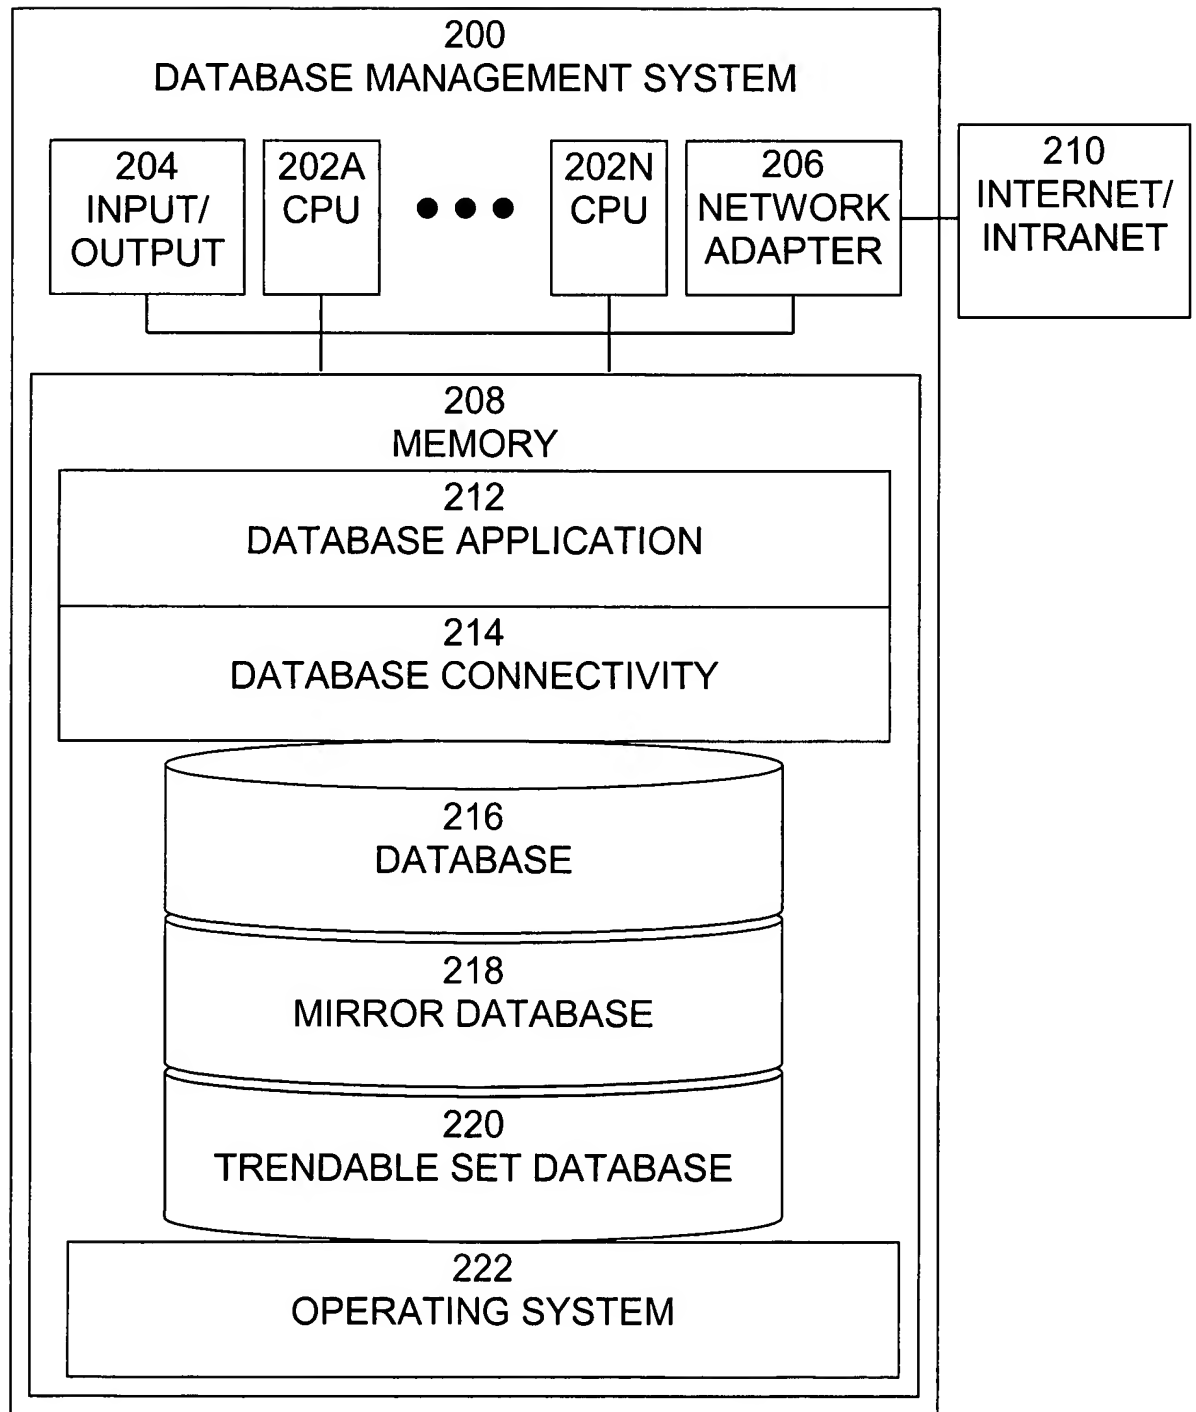 200
DATABASE MANAGEMENT SYSTEM
204
INPUT/
OUTPUT
202A
CPU
202N
CPU
206
NETWORK
ADAPTER
210
INTERNET/
INTRANET
208
MEMORY
212
DATABASE APPLICATION
214
DATABASE CONNECTIVITY
216
DATABASE
218
MIRROR DATABASE
220
TRENDABLE SET DATABASE
222
OPERATING SYSTEM